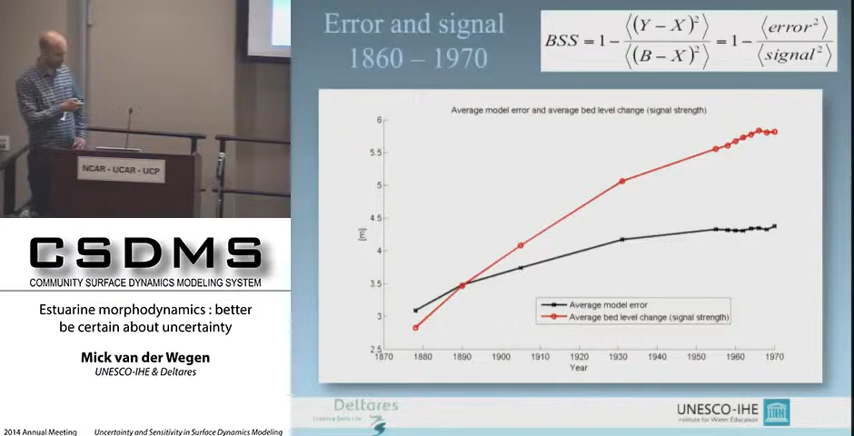 Error and signal
1860 – 1970
BSS = 1 − ⟨(Y − X)²⟩ / ⟨(B − X)²⟩ = 1 − ⟨error²⟩ / ⟨signal²⟩
Average model error and average bed level change (signal strength)
6
5.5
5
4.5
4
3.5
3
2.5
[m]
1870 1880 1890 1900 1910 1920 1930 1940 1950 1960 1970
Year
Average model error
Average bed level change (signal strength)
NCAR - UCAR - UCP
CSDMS
COMMUNITY SURFACE DYNAMICS MODELING SYSTEM
Estuarine morphodynamics : better
be certain about uncertainty
Mick van der Wegen
UNESCO-IHE & Deltares
2014 Annual Meeting Uncertainty and Sensitivity in Surface Dynamics Modeling
Deltares
UNESCO-IHE
Institute for Water Education